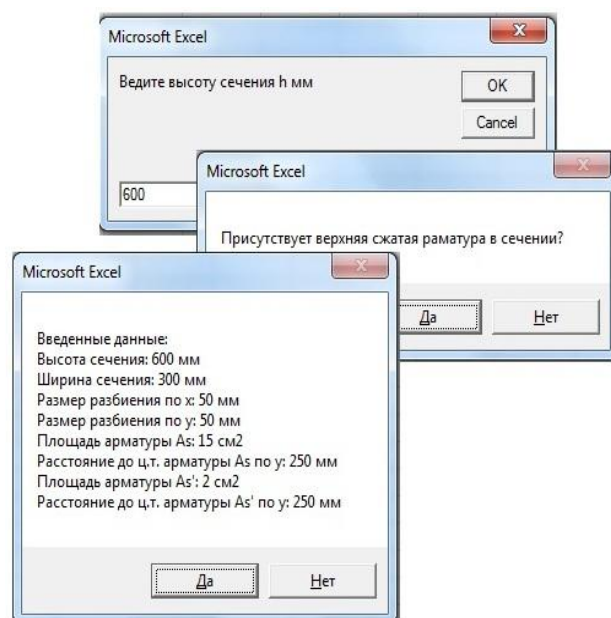 Microsoft Excel
Ведите высоту сечения h мм
OK
Cancel
600
Microsoft Excel
Присутствует верхняя сжатая раматура в сечении?
Да
Нет
Microsoft Excel
Введенные данные:
Высота сечения: 600 мм
Ширина сечения: 300 мм
Размер разбиения по x: 50 мм
Размер разбиения по y: 50 мм
Площадь арматуры As: 15 см2
Расстояние до ц.т. арматуры As по y: 250 мм
Площадь арматуры As': 2 см2
Расстояние до ц.т. арматуры As' по y: 250 мм
Да
Нет